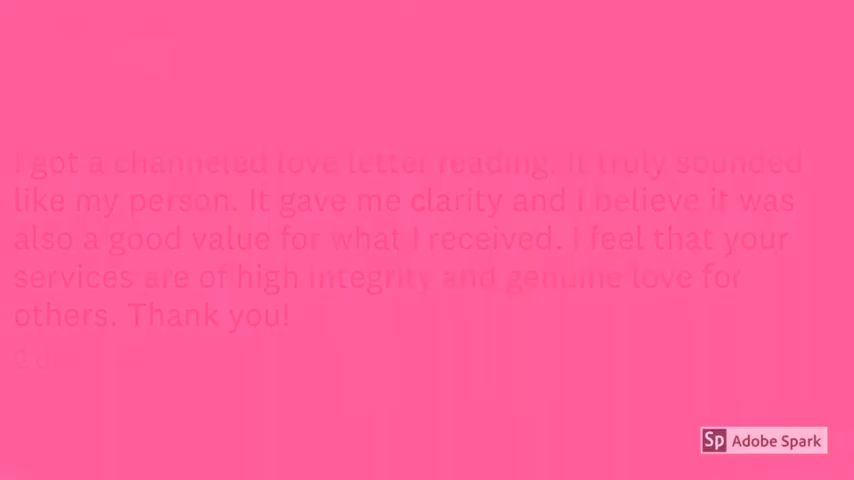 I got a channeled love letter reading. It truly sounded
like my person. It gave me clarity and I believe it was
also a good value for what I received. I feel that your
services are of high integrity and genuine love for
others. Thank you!
Sp Adobe Spark